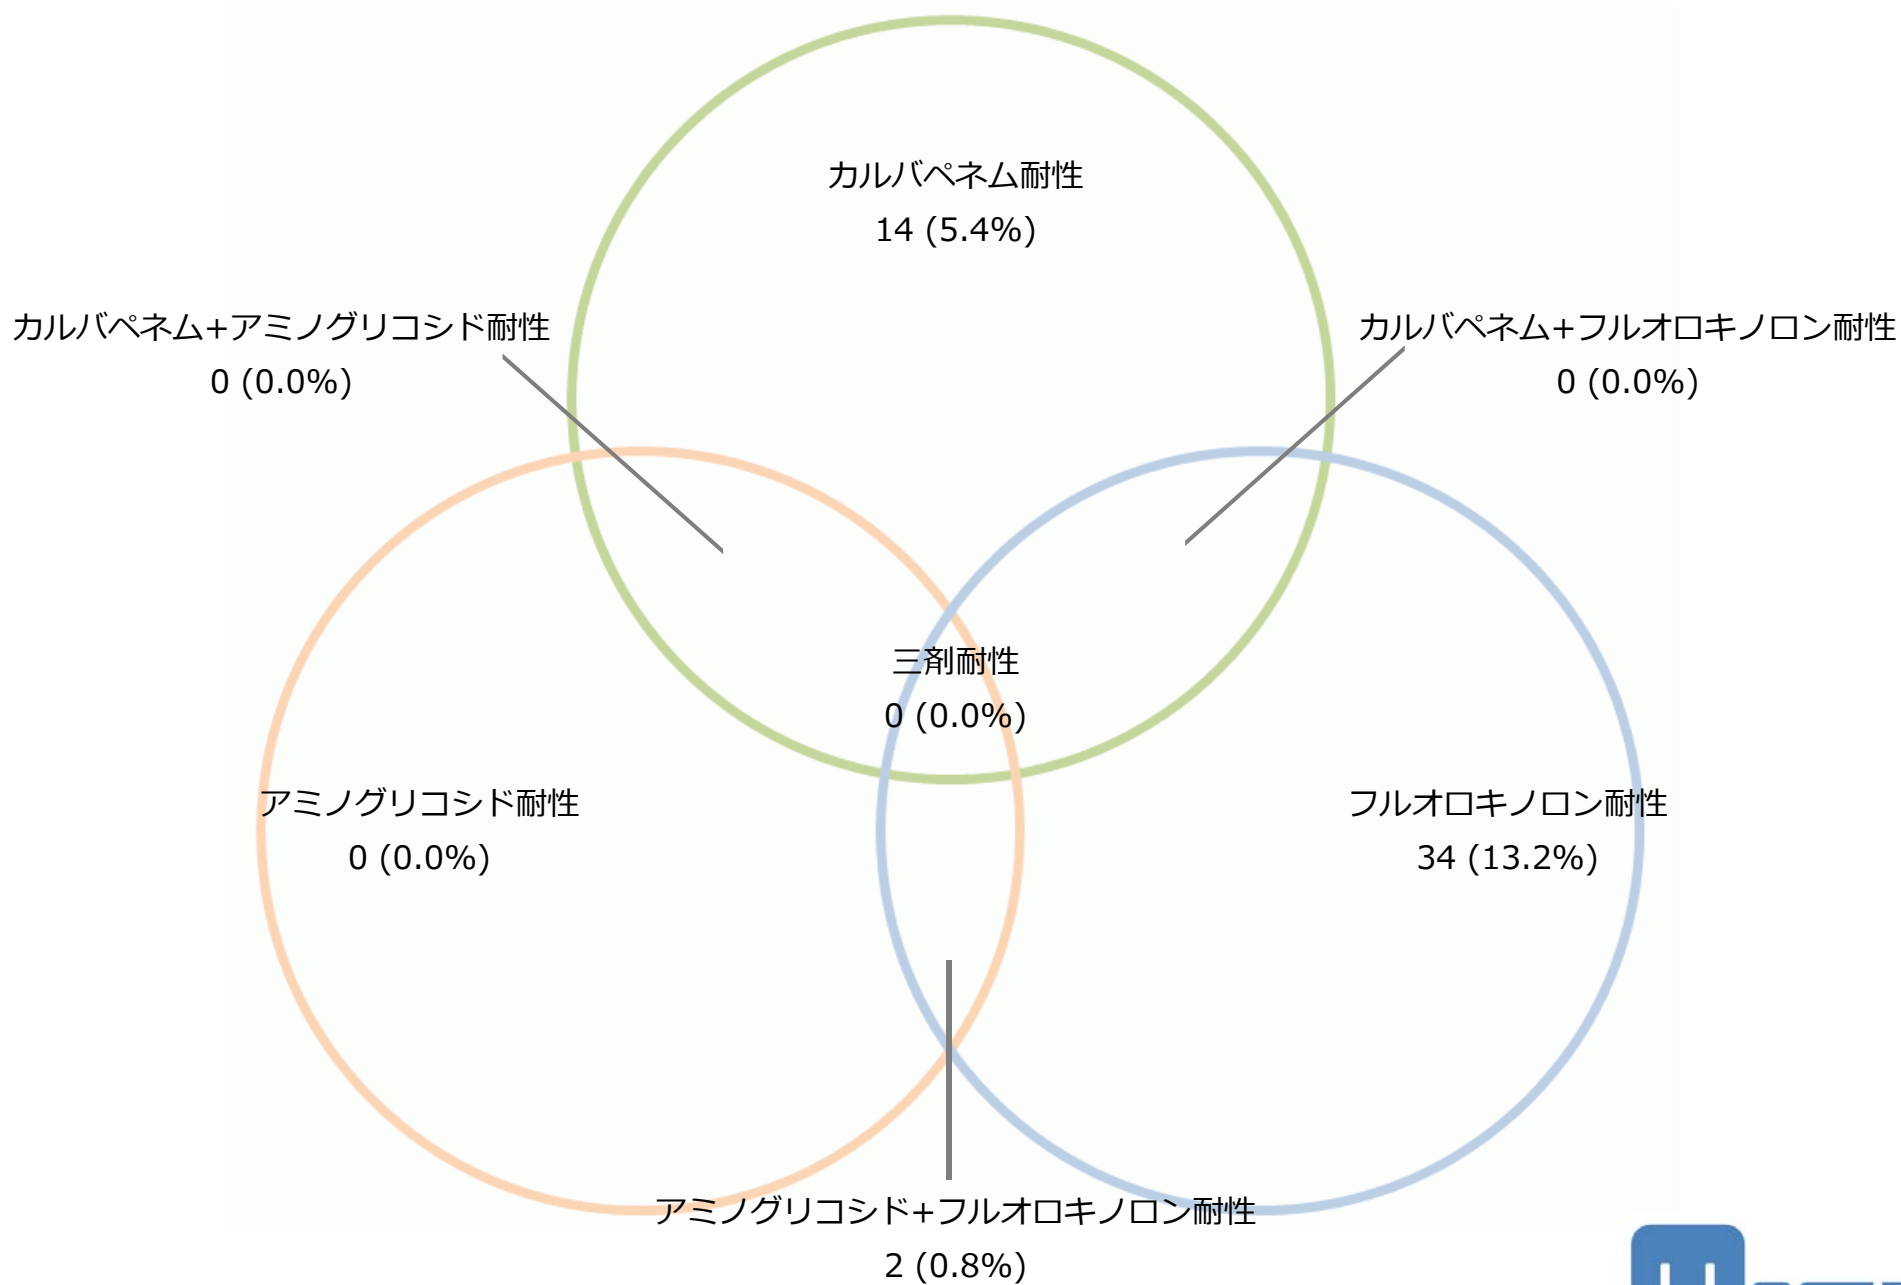 カルバペネム耐性
14 (5.4%)
カルバペネム+アミノグリコシド耐性
0 (0.0%)
カルバペネム+フルオロキノロン耐性
0 (0.0%)
三剤耐性
0 (0.0%)
アミノグリコシド耐性
0 (0.0%)
フルオロキノロン耐性
34 (13.2%)
アミノグリコシド+フルオロキノロン耐性
2 (0.8%)